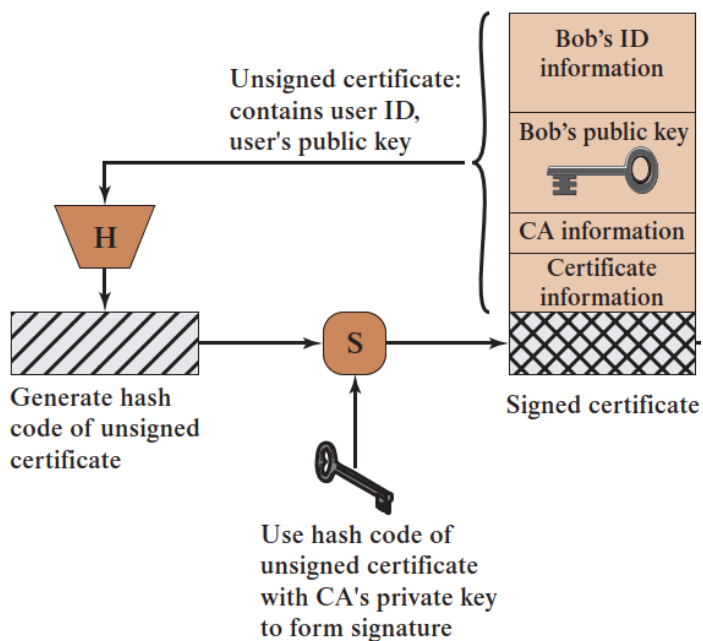 Unsigned certificate:
contains user ID,
user's public key
Bob's ID
information
Bob's public key
CA information
Certificate
information
H
S
Generate hash
code of unsigned
certificate
Signed certificate
Use hash code of
unsigned certificate
with CA's private key
to form signature